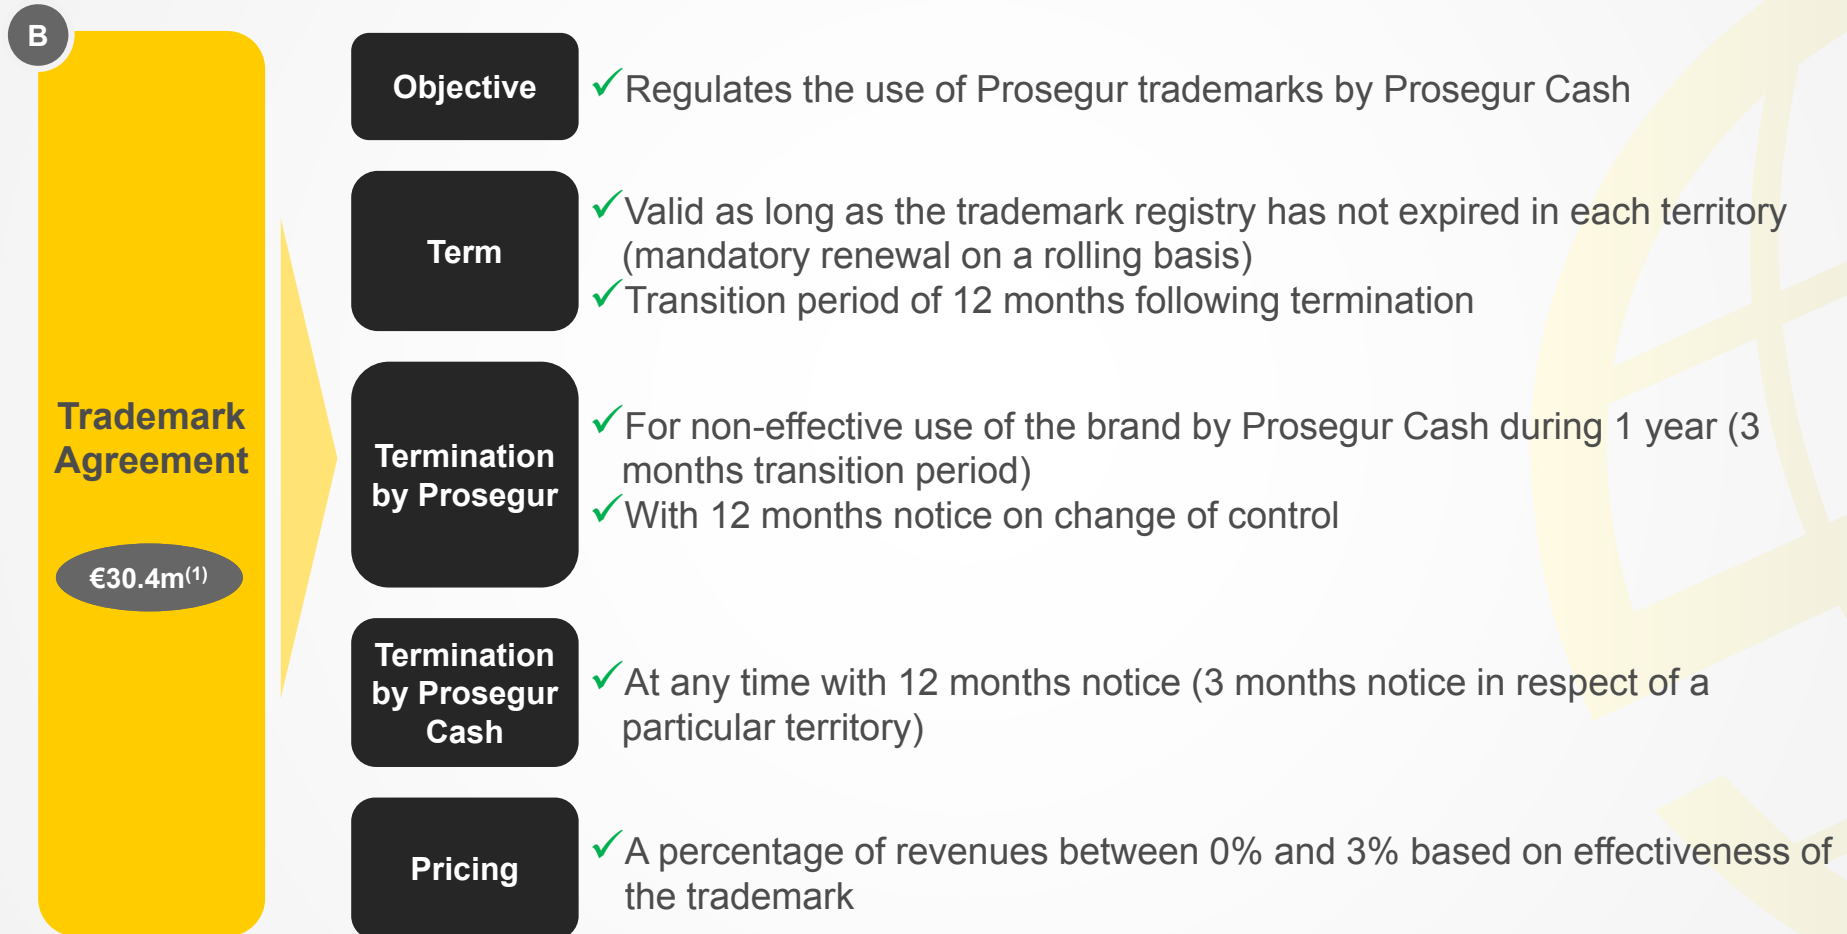 B
Trademark
Agreement
€30.4m(1)
Objective
✓Regulates the use of Prosegur trademarks by Prosegur Cash
Term
✓Valid as long as the trademark registry has not expired in each territory
(mandatory renewal on a rolling basis)
✓Transition period of 12 months following termination
Termination
by Prosegur
✓For non-effective use of the brand by Prosegur Cash during 1 year (3
months transition period)
✓With 12 months notice on change of control
Termination
by Prosegur
Cash
✓At any time with 12 months notice (3 months notice in respect of a
particular territory)
Pricing
✓A percentage of revenues between 0% and 3% based on effectiveness of
the trademark